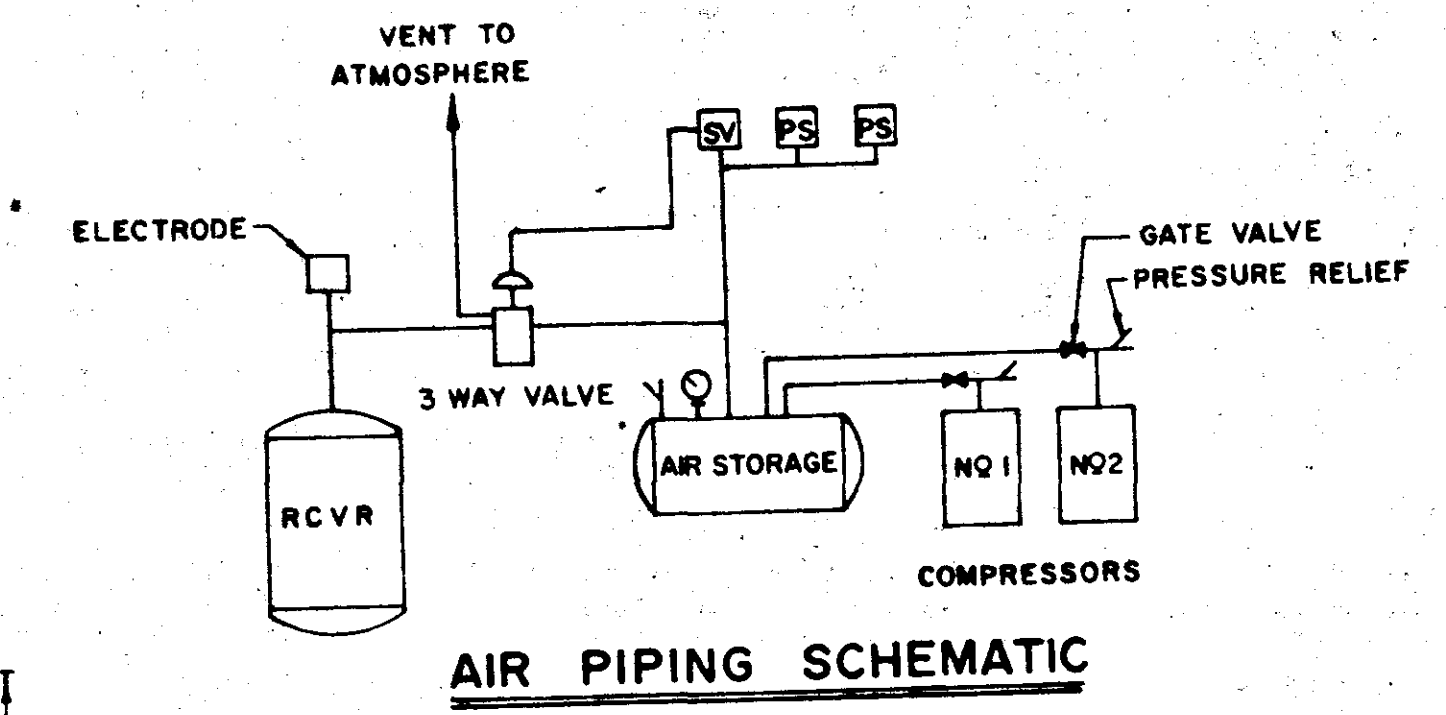 VENT TO
ATMOSPHERE
SV
PS
PS
ELECTRODE
GATE VALVE
PRESSURE RELIEF
3 WAY VALVE
AIR STORAGE
Nº 1
Nº 2
RCVR
COMPRESSORS
AIR PIPING SCHEMATIC